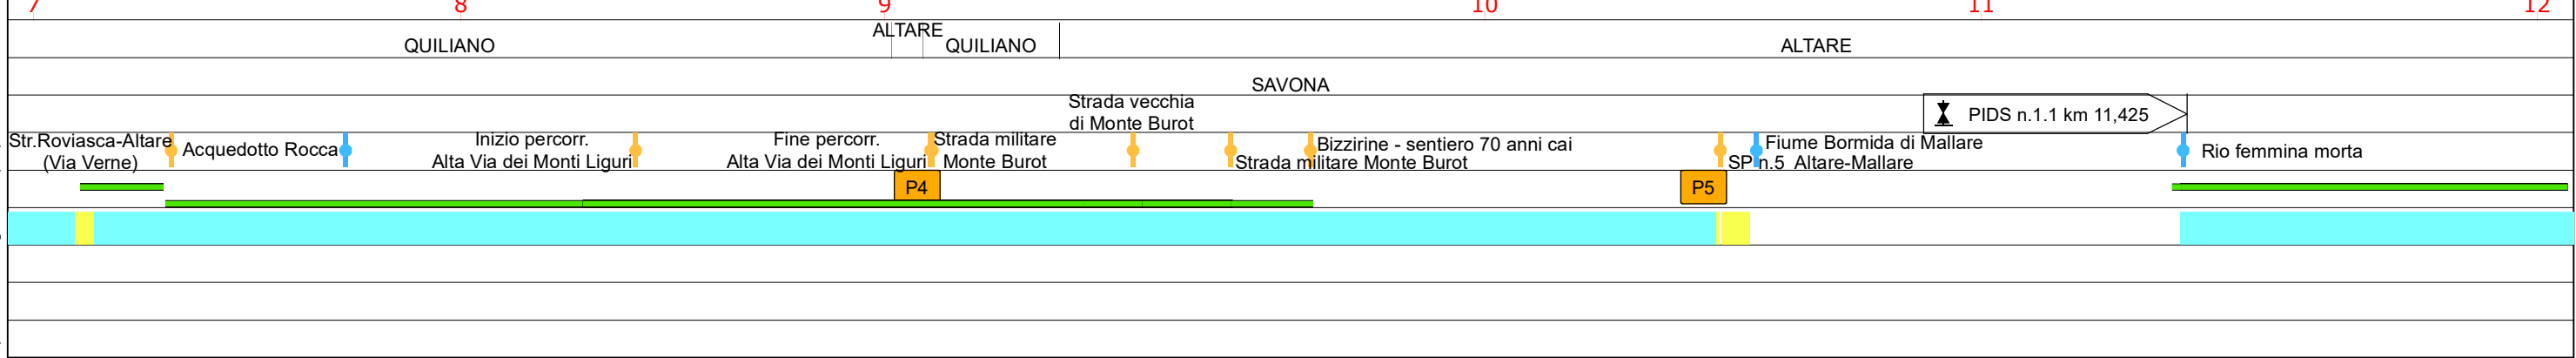 7 8 9 10 11 12
ALTARE
QUILIANO QUILIANO ALTARE
SAVONA
Strada vecchia
di Monte Burot
PIDS n.1.1 km 11,425
Str.Roviasca-Altare
(Via Verne)
Acquedotto Rocca
Inizio percorr.
Alta Via dei Monti Liguri
Fine percorr.
Alta Via dei Monti Liguri
Strada militare
Monte Burot
Strada militare Monte Burot
Bizzirine - sentiero 70 anni cai
SP n.5 Altare-Mallare
Fiume Bormida di Mallare
Rio femmina morta
P4 P5